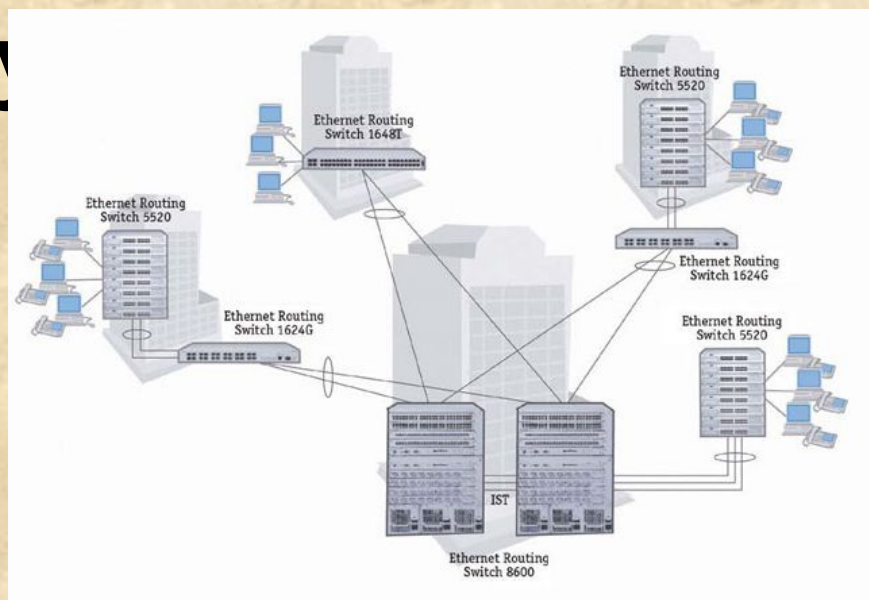 y
Ethernet Routing
Switch 5520
Ethernet Routing
Switch 1648T
Ethernet Routing
Switch 5520
Ethernet Routing
Switch 1624G
Ethernet Routing
Switch 1624G
Ethernet Routing
Switch 5520
IST
Ethernet Routing
Switch 8600